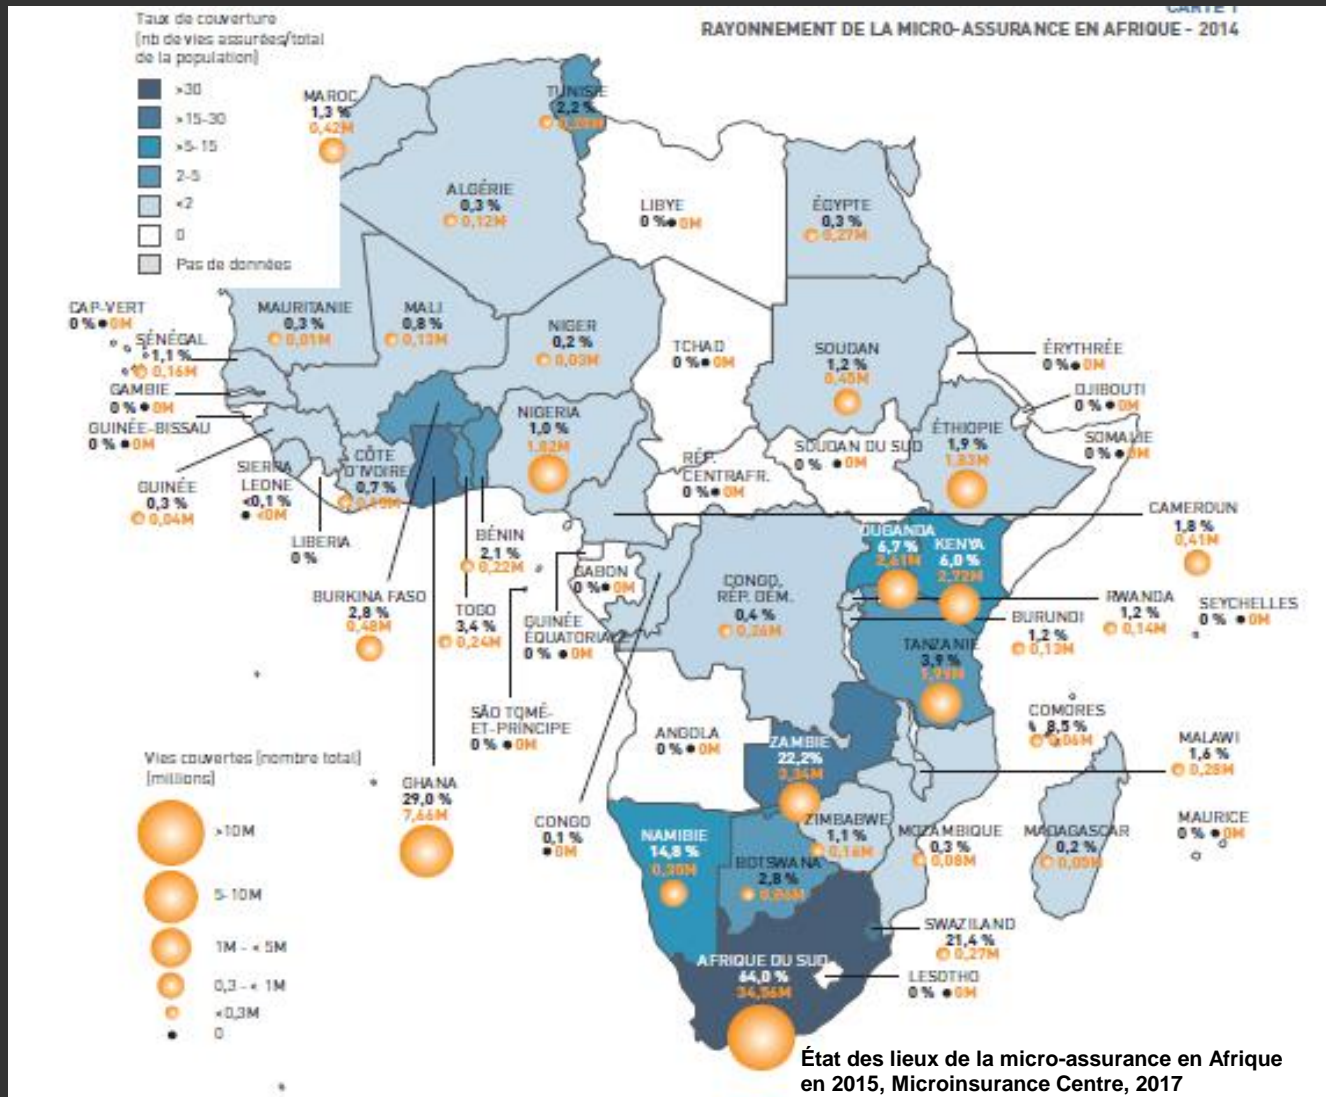 CARTE 1
RAYONNEMENT DE LA MICRO-ASSURANCE EN AFRIQUE - 2014
Taux de couverture
(nb de vies assurées/total
de la population)
>30
>15-30
>5-15
2-5
<2
0
Pas de données
MAROC
1,3 %
0,42M
TUNISIE
2,2 %
ALGÉRIE
0,3 %
0,12M
LIBYE
0 % 0M
ÉGYPTE
0,3 %
0,27M
CAP-VERT
0 % 0M
SÉNÉGAL
1,1 %
0,16M
GAMBIE
0 % 0M
GUINÉE-BISSAU
0 % 0M
MAURITANIE
0,3 %
0,01M
MALI
0,8 %
0,13M
NIGER
0,2 %
0,03M
TCHAD
0 % 0M
SOUDAN
1,2 %
0,45M
ÉRYTHRÉE
0 % 0M
DJIBOUTI
0 % 0M
SOMALIE
0 % 0M
NIGERIA
1,0 %
1,82M
ÉTHIOPIE
1,9 %
1,83M
SOUDAN DU SUD
0 % 0M
RÉP.
CENTRAFR.
0 % 0M
GUINÉE
0,3 %
0,04M
SIERRA
LEONE
<0,1 %
<0M
CÔTE
D'IVOIRE
0,7 %
LIBERIA
0 %
BÉNIN
2,1 %
0,22M
CAMEROUN
1,8 %
0,41M
OUGANDA
6,7 %
2,61M
KENYA
6,0 %
2,72M
GABON
0 % 0M
CONGO,
RÉP. DÉM.
0,4 %
0,26M
BURKINA FASO
2,8 %
0,48M
TOGO
3,4 %
0,24M
GUINÉE
ÉQUATORIALE
0 % 0M
RWANDA
1,2 %
0,14M
BURUNDI
1,2 %
0,13M
SEYCHELLES
0 % 0M
TANZANIE
3,9 %
1,99M
SÃO TOMÉ-
ET-PRÍNCIPE
0 % 0M
ANGOLA
0 % 0M
ZAMBIE
22,2%
3,34M
COMORES
8,5 %
0,06M
MALAWI
1,6 %
0,28M
GHANA
29,0 %
7,66M
CONGO
0,1 %
0M
NAMIBIE
14,8 %
ZIMBABWE
1,1 %
0,16M
MOZAMBIQUE
0,3 %
0,08M
MADAGASCAR
0,2 %
0,05M
MAURICE
0 % 0M
BOTSWANA
2,8 %
0,06M
SWAZILAND
21,4 %
0,27M
LESOTHO
0 % 0M
AFRIQUE DU SUD
64,0 %
34,56M
Vies couvertes (nombre total)
(millions)
>10M
5-10M
1M - < 5M
0,3 - < 1M
<0,3M
0
État des lieux de la micro-assurance en Afrique
en 2015, Microinsurance Centre, 2017